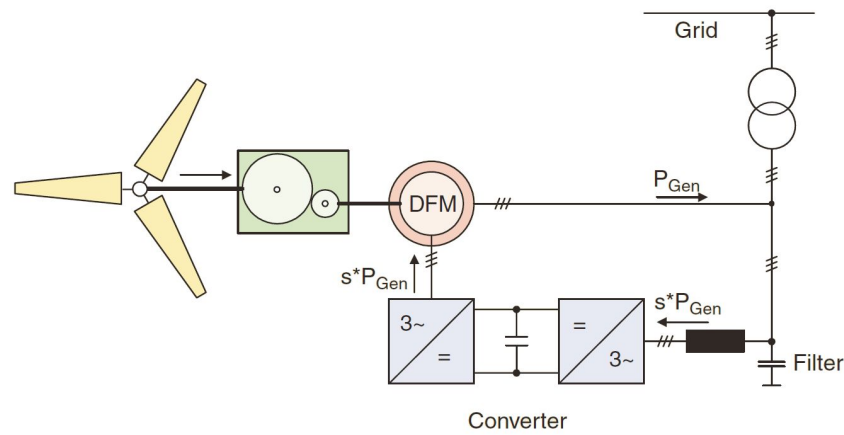 Grid
P_Gen
DFM
s*P_Gen
s*P_Gen
3~
=
=
3~
Filter
Converter